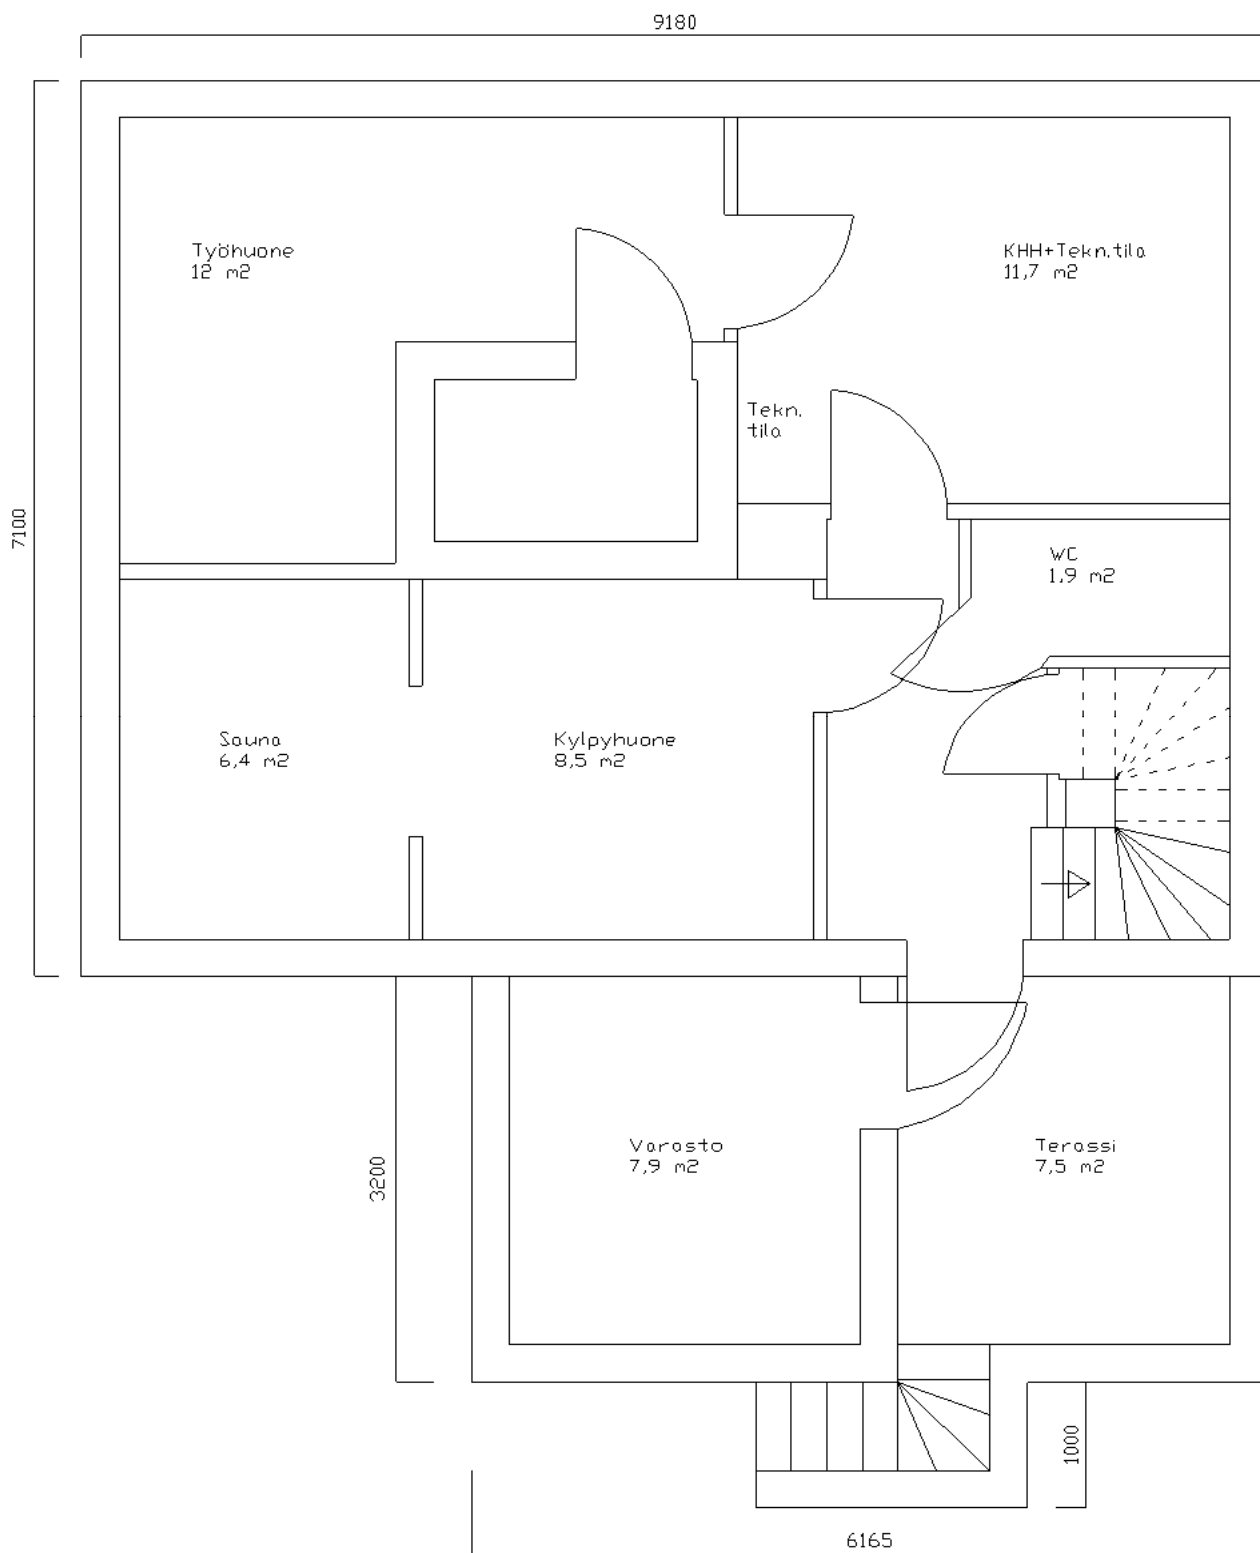 9180
Työhuone
12 m2
KHH+Tekn.tila
11,7 m2
Tekn.
tila
7100
WC
1,9 m2
Sauna
6,4 m2
Kylpyhuone
8,5 m2
Varasto
7,9 m2
Terassi
7,5 m2
3200
1000
6165